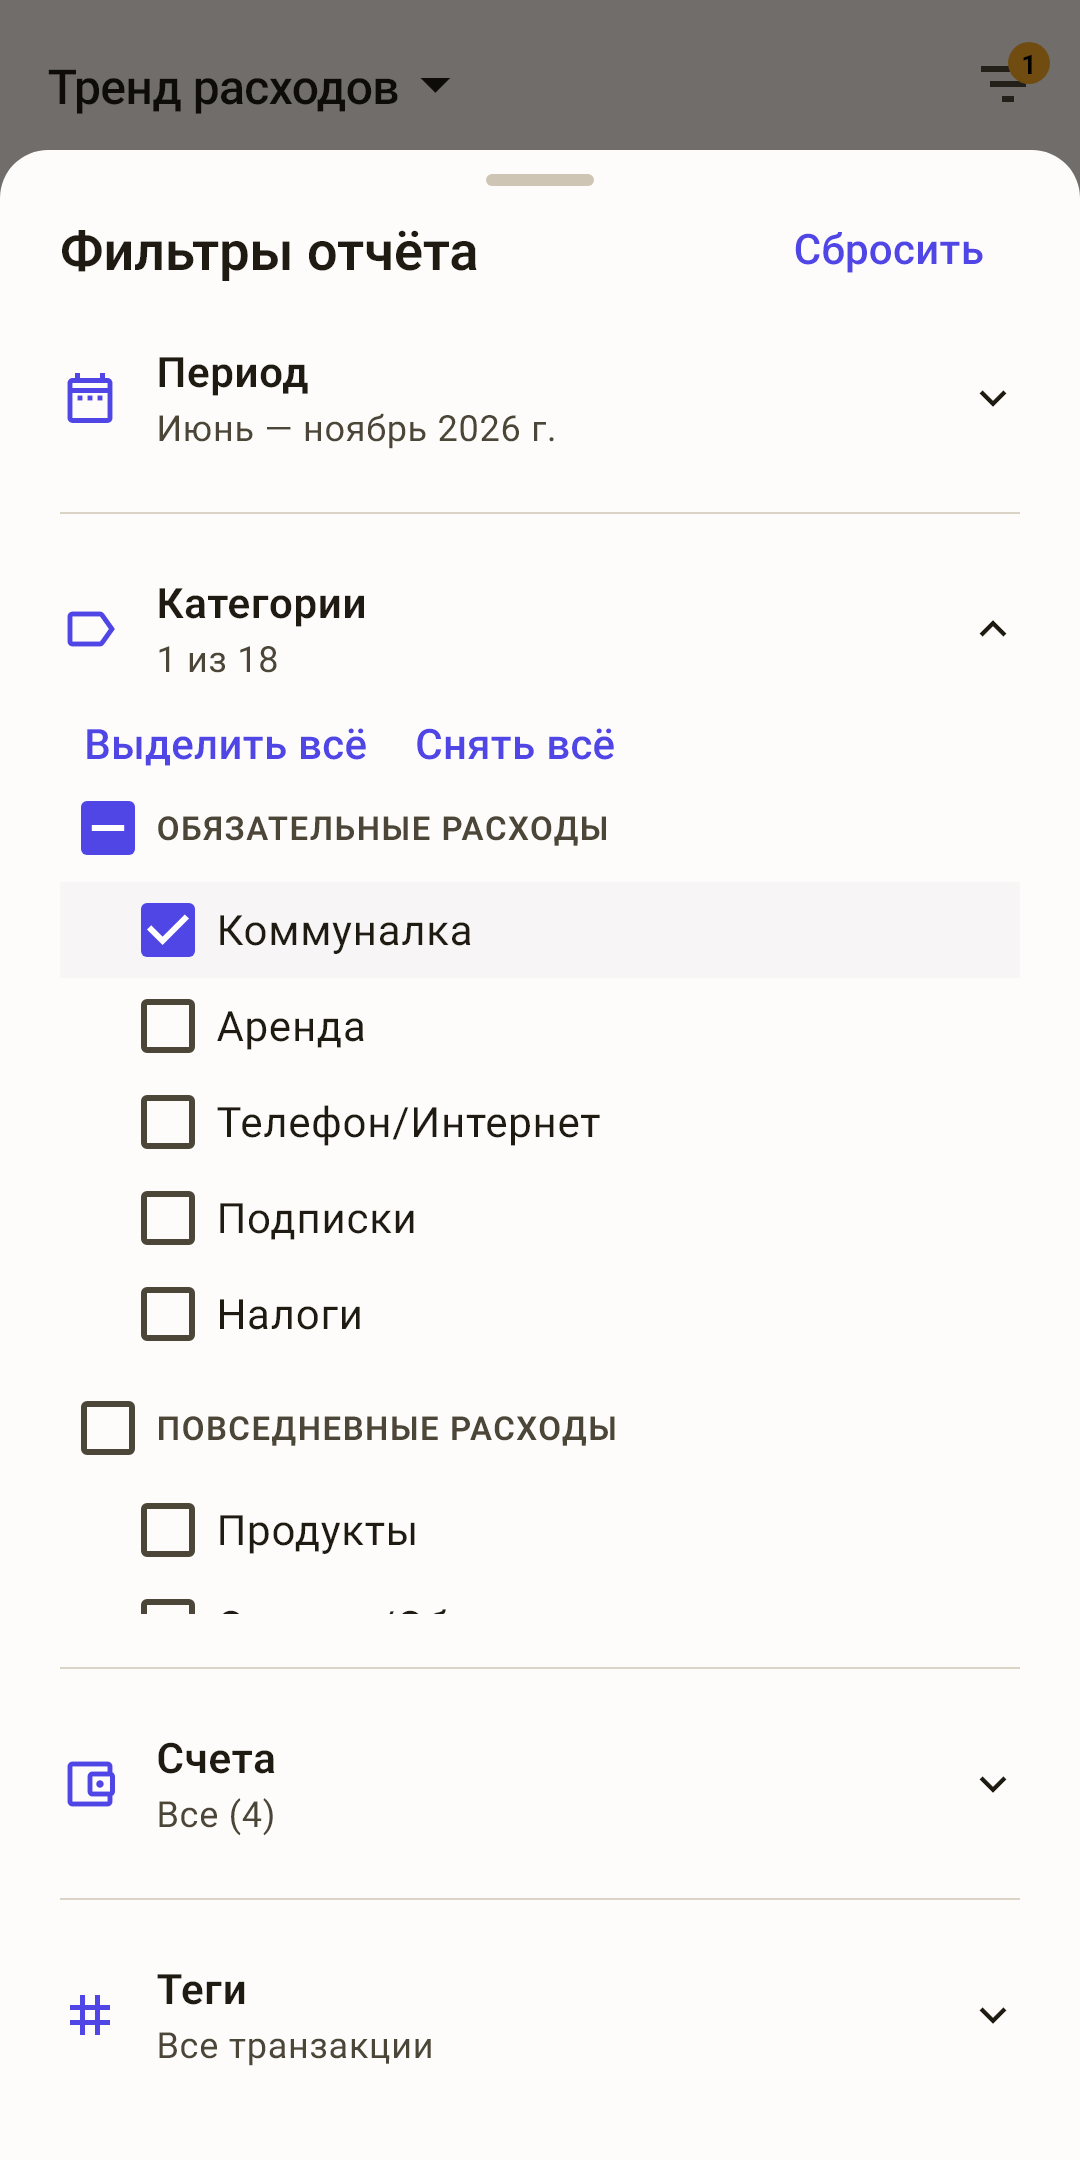 Тренд расходов
1
Фильтры отчёта
Сбросить
Период
Июнь — ноябрь 2026 г.
Категории
1 из 18
Выделить всё
Снять всё
ОБЯЗАТЕЛЬНЫЕ РАСХОДЫ
Коммуналка
Аренда
Телефон/Интернет
Подписки
Налоги
ПОВСЕДНЕВНЫЕ РАСХОДЫ
Продукты
Счета
Все (4)
Теги
Все транзакции